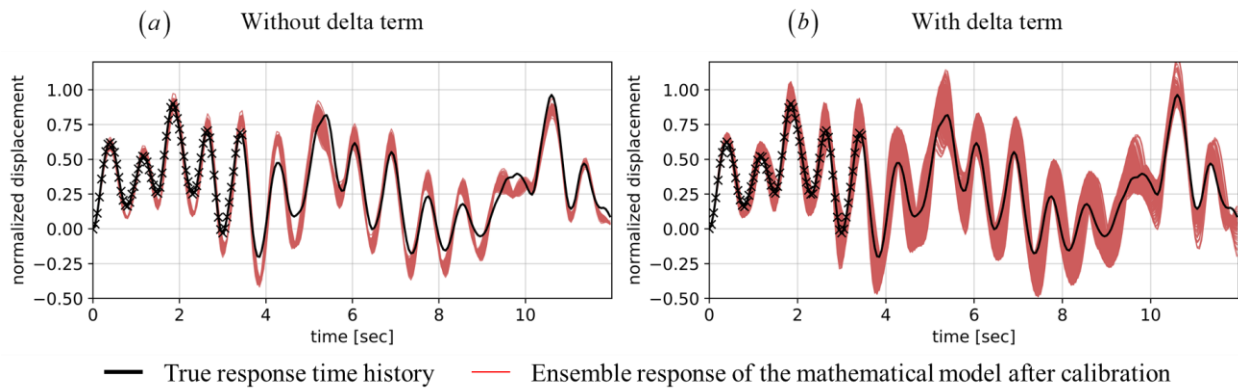 (a) Without delta term
(b) With delta term
normalized displacement
1.00
0.75
0.50
0.25
0.00
−0.25
−0.50
0 2 4 6 8 10
time [sec]
normalized displacement
1.00
0.75
0.50
0.25
0.00
−0.25
−0.50
0 2 4 6 8 10
time [sec]
True response time history
Ensemble response of the mathematical model after calibration